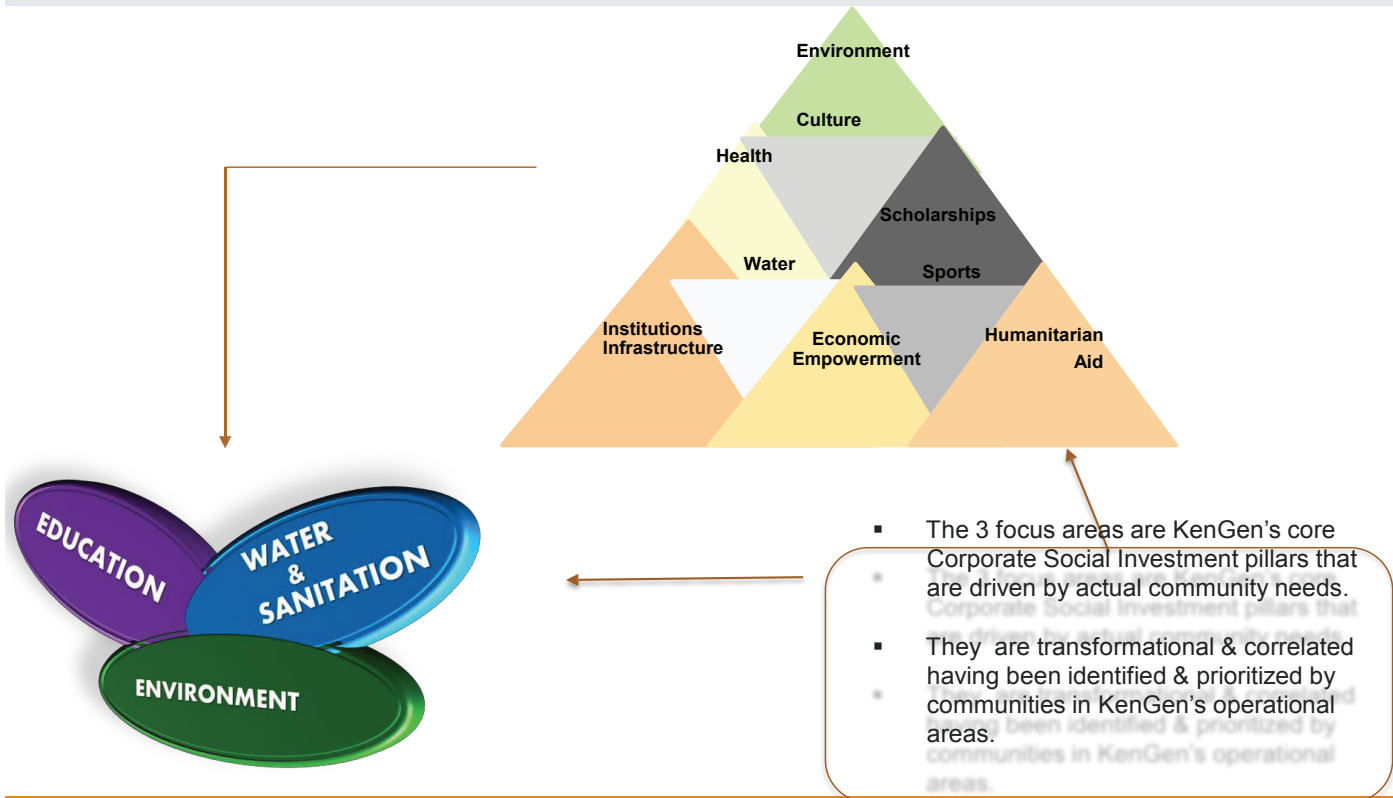 Environment
Culture
Health
Scholarships
Water
Sports
Institutions
Infrastructure
Economic
Empowerment
Humanitarian
Aid
EDUCATION
WATER
&
SANITATION
ENVIRONMENT
▪ The 3 focus areas are KenGen’s core
Corporate Social Investment pillars that
are driven by actual community needs.
▪ They are transformational & correlated
having been identified & prioritized by
communities in KenGen’s operational
areas.